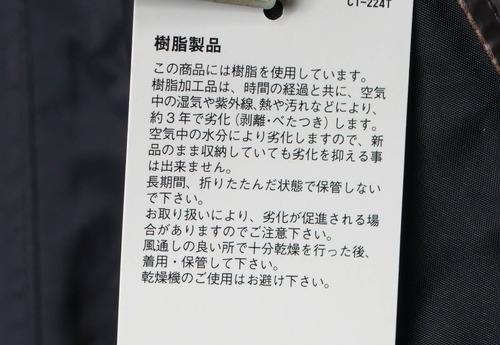 CT-224T
樹脂製品
この商品には樹脂を使用しています。
樹脂加工品は、時間の経過と共に、空気
中の湿気や紫外線、熱や汚れなどにより、
約３年で劣化（剥離・べたつき）します。
空気中の水分により劣化しますので、新
品のまま収納していても劣化を抑える事
は出来ません。
長期間、折りたたんだ状態で保管しない
で下さい。
お取り扱いにより、劣化が促進される場
合がありますのでご注意下さい。
風通しの良い所で十分乾燥を行った後、
着用・保管して下さい。
乾燥機のご使用はお避け下さい。